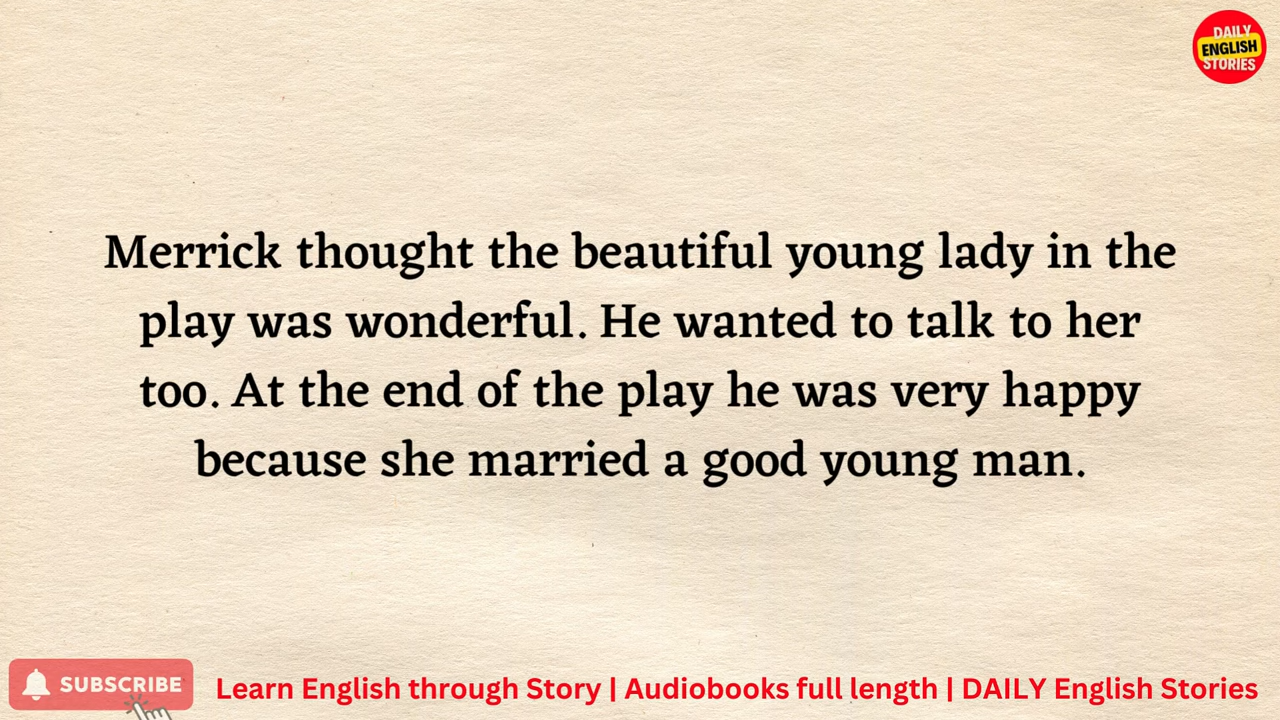 DAILY
ENGLISH
STORIES
Merrick thought the beautiful young lady in the
play was wonderful. He wanted to talk to her
too. At the end of the play he was very happy
because she married a good young man.
SUBSCRIBE
Learn English through Story | Audiobooks full length | DAILY English Stories